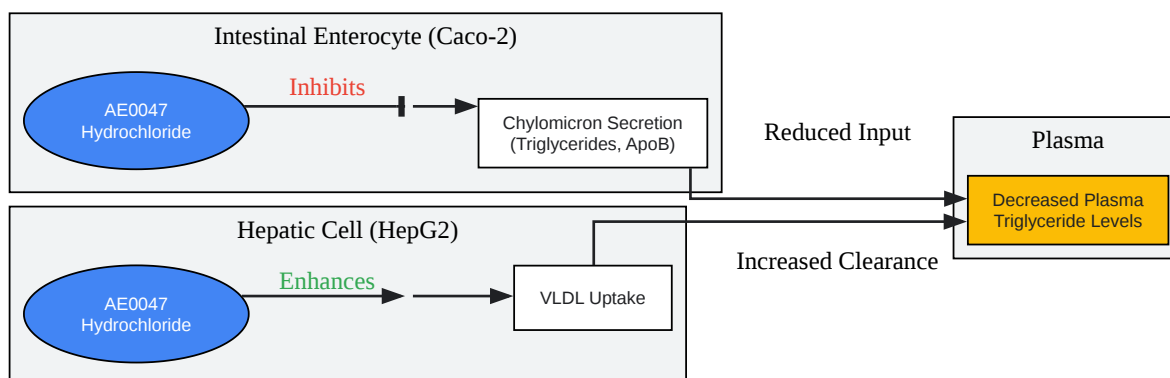 Intestinal Enterocyte (Caco-2)
AE0047
Hydrochloride
Inhibits
Chylomicron Secretion
(Triglycerides, ApoB)
Reduced Input
Plasma
Decreased Plasma
Triglyceride Levels
Hepatic Cell (HepG2)
AE0047
Hydrochloride
Enhances
VLDL Uptake
Increased Clearance